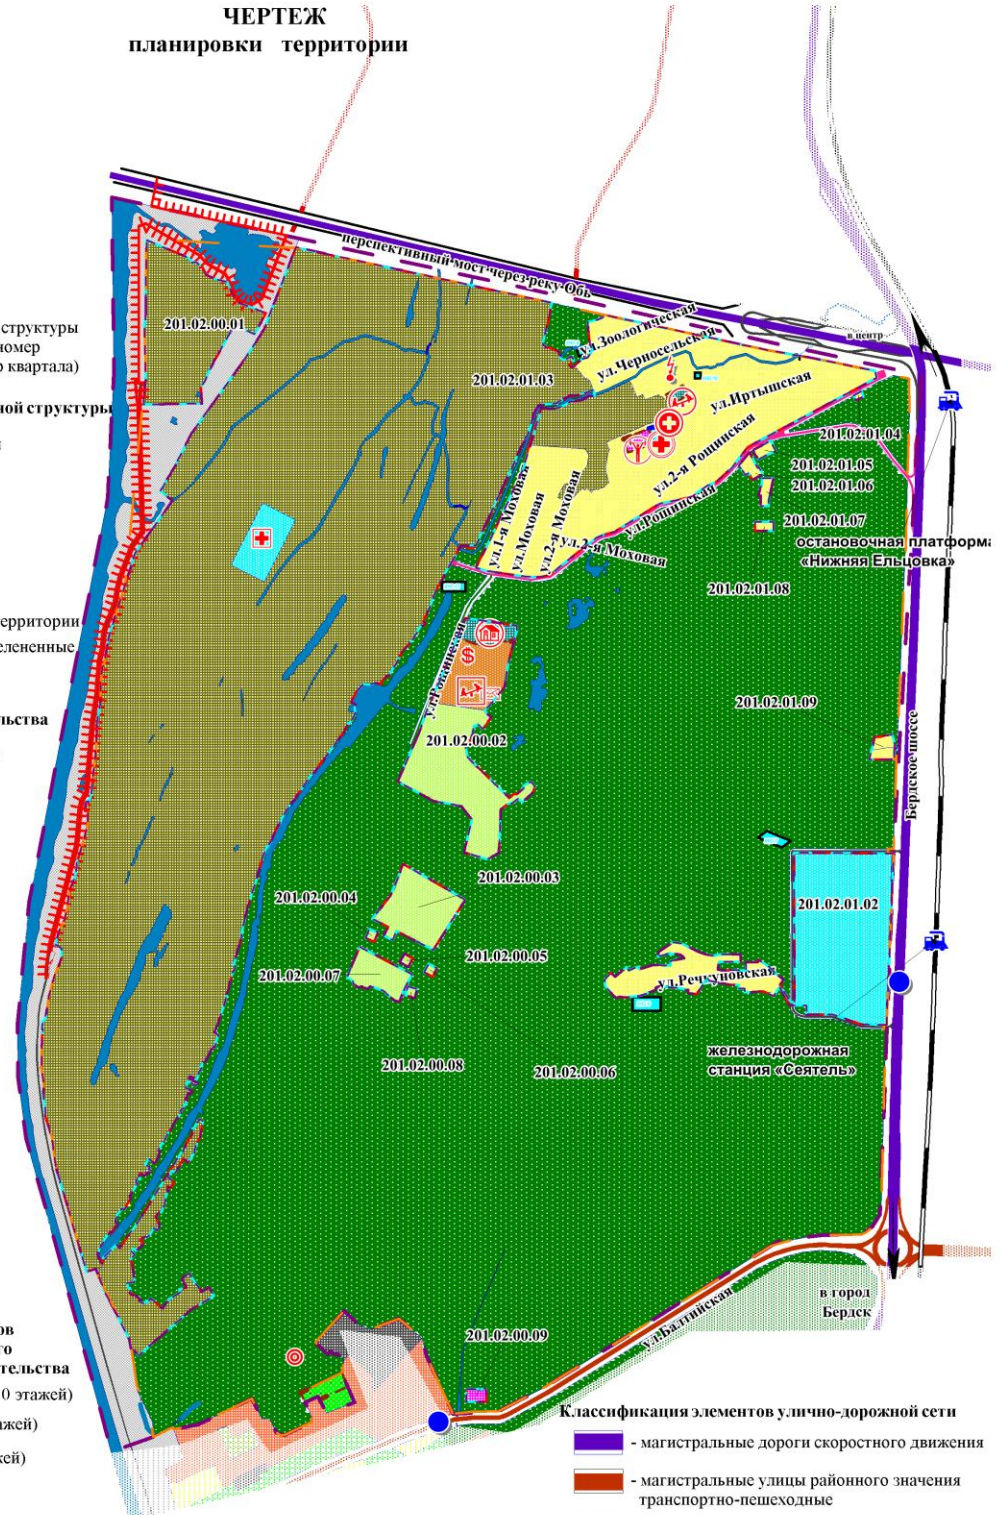 ЧЕРТЕЖ
планировки территории
перспективный мост через реку Обь
структуры
номер
квартала)
ной структуры
201.02.00.01
201.02.01.03
ул.Зоологическая
ул.Черносельская
в центр
ул.Иртышская
ул.2-я Рощинская
ул.Рощинская
ул.1-я Моховая
ул.Моховая
ул.2-я Моховая
ул.2-я Моховая
201.02.01.04
201.02.01.05
201.02.01.06
201.02.01.07
остановочная платформа
«Нижняя Ельцовка»
201.02.01.08
ерритории
еленные
ул.Рощинская
$
201.02.01.09
льства
201.02.00.02
Бердское шоссе
201.02.00.03
201.02.00.04
201.02.01.02
201.02.00.05
201.02.00.07
ул.Речкуновская
железнодорожная
станция «Сеятель»
201.02.00.08
201.02.00.06
в город
Бердск
ул.Балтийская
201.02.00.09
ов
го
тельства
0 этажей)
ажей)
жей)
Классификация элементов улично-дорожной сети
- магистральные дороги скоростного движения
- магистральные улицы районного значения
транспортно-пешеходные